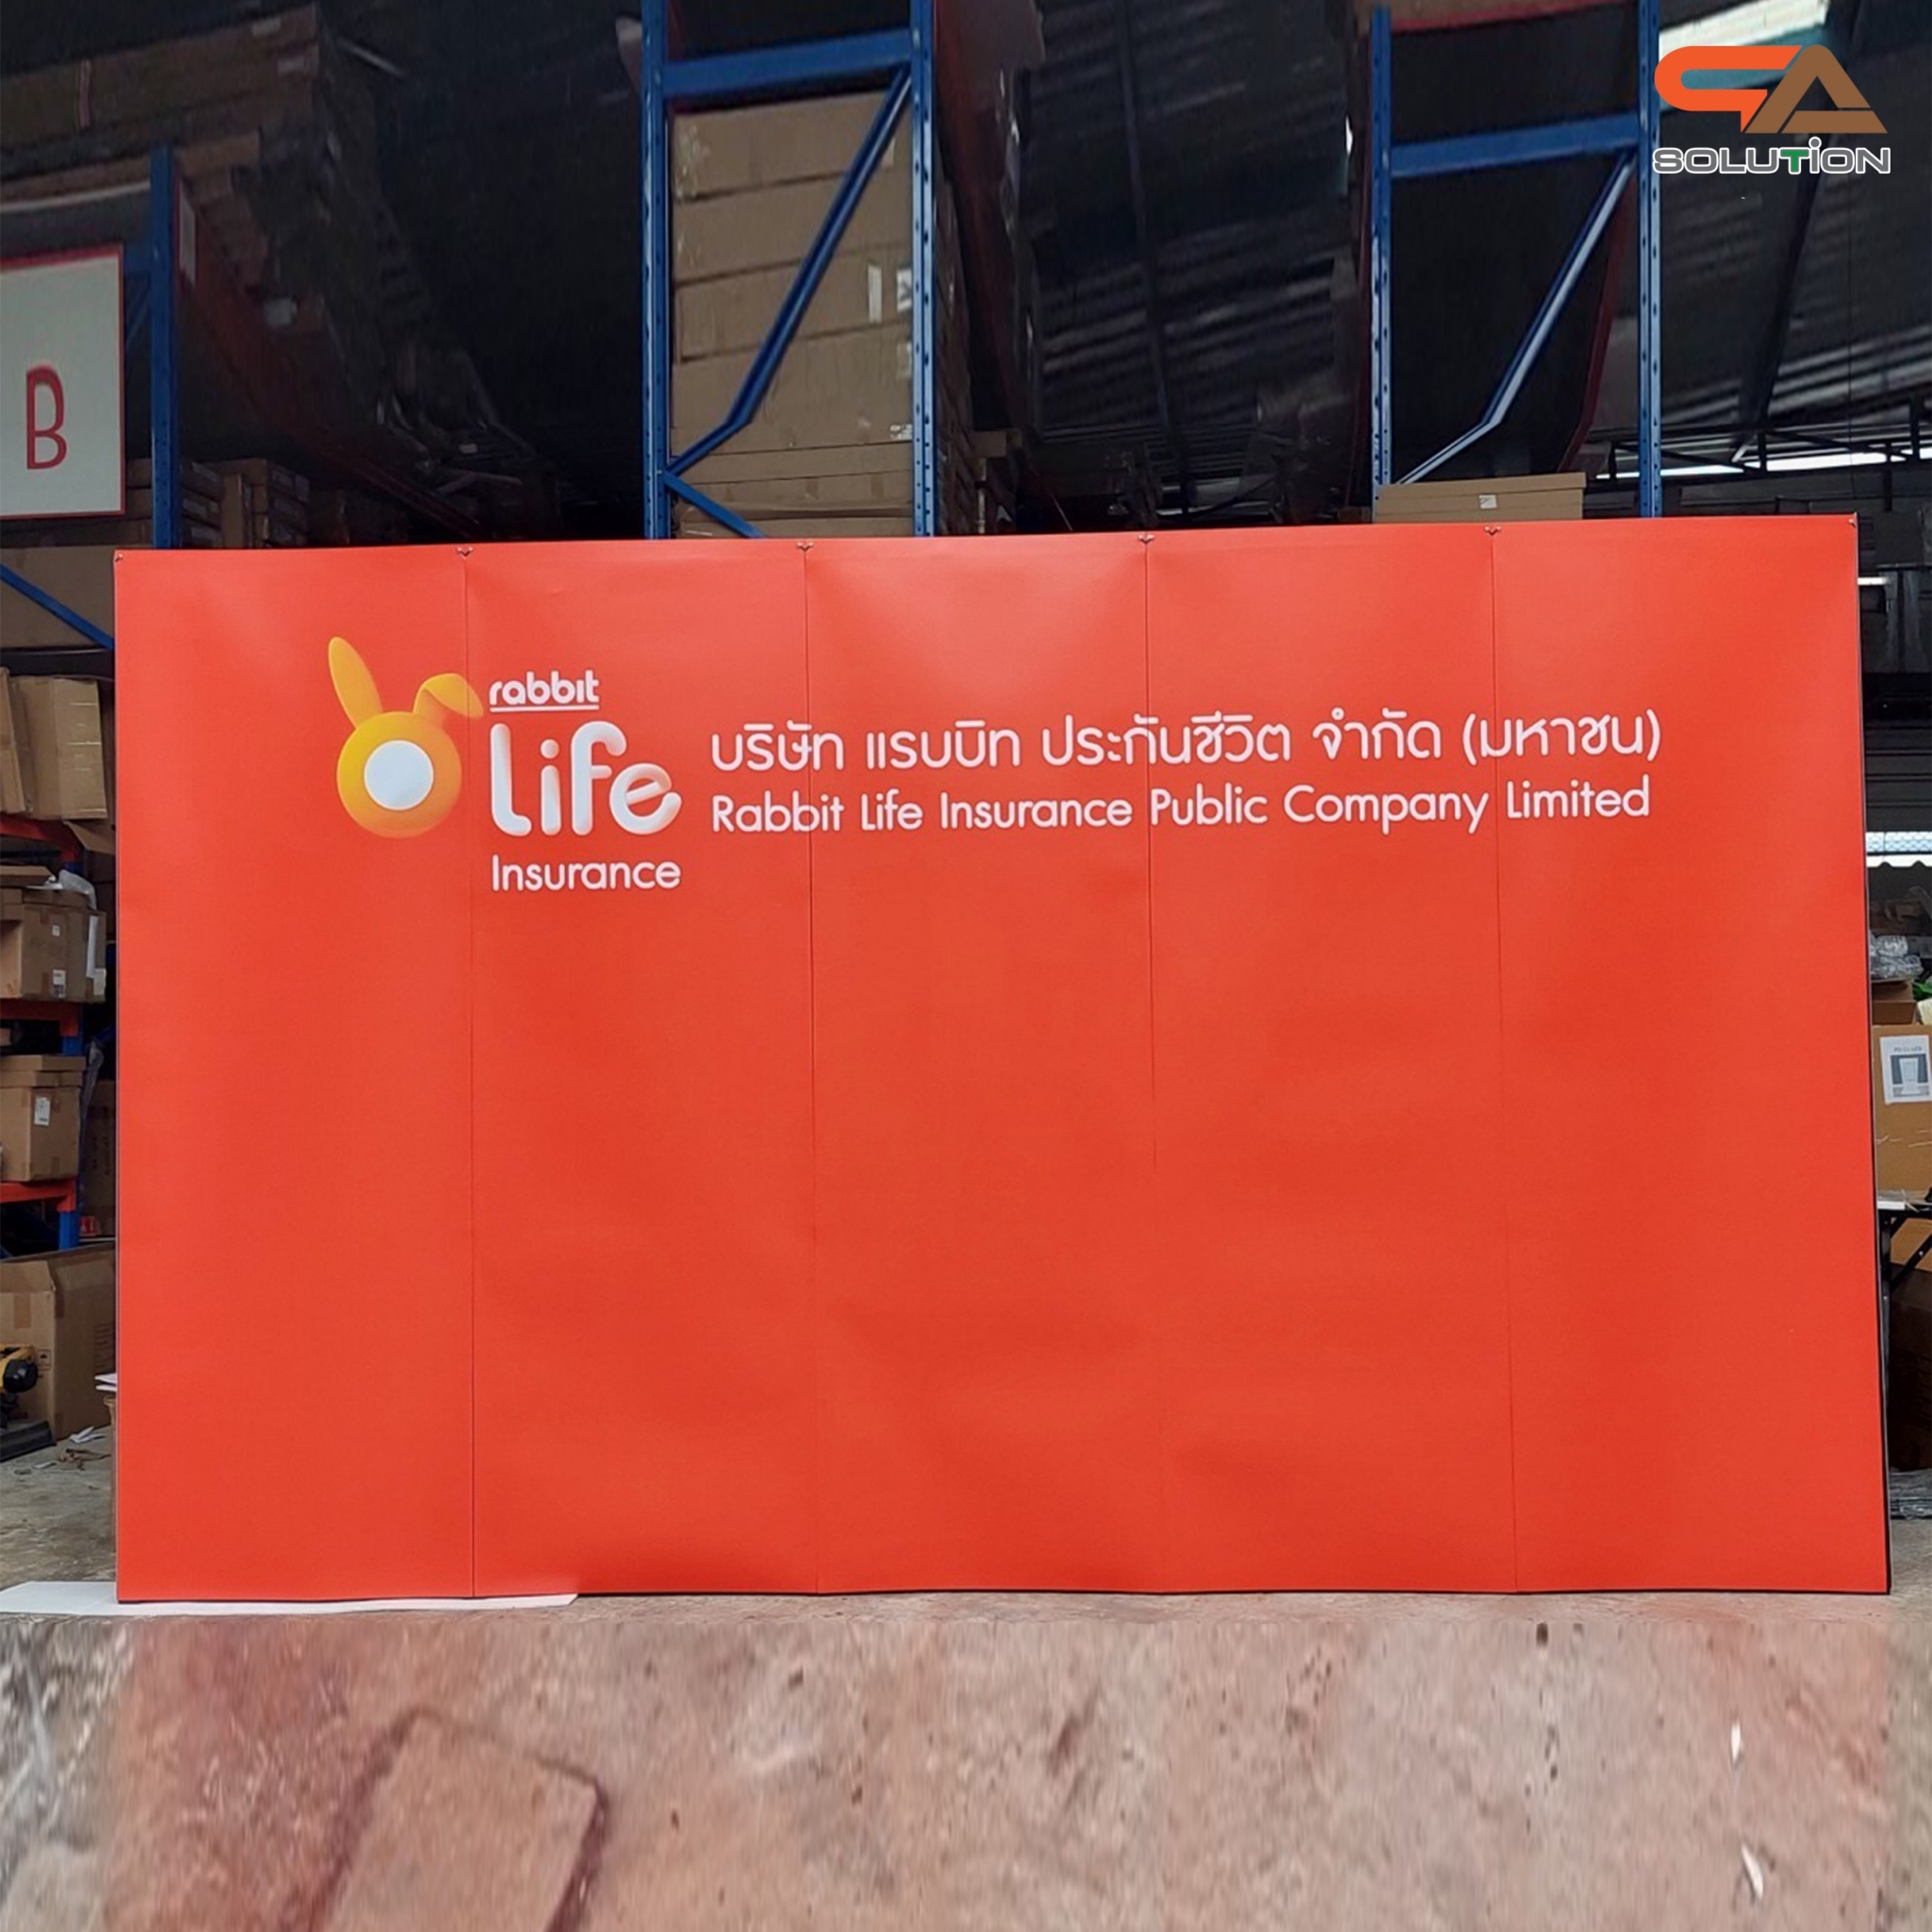 CA
SOLUTION
B
rabbit
Life
Insurance
บริษัท แรบบิท ประกันชีวิต จำกัด (มหาชน)
Rabbit Life Insurance Public Company Limited